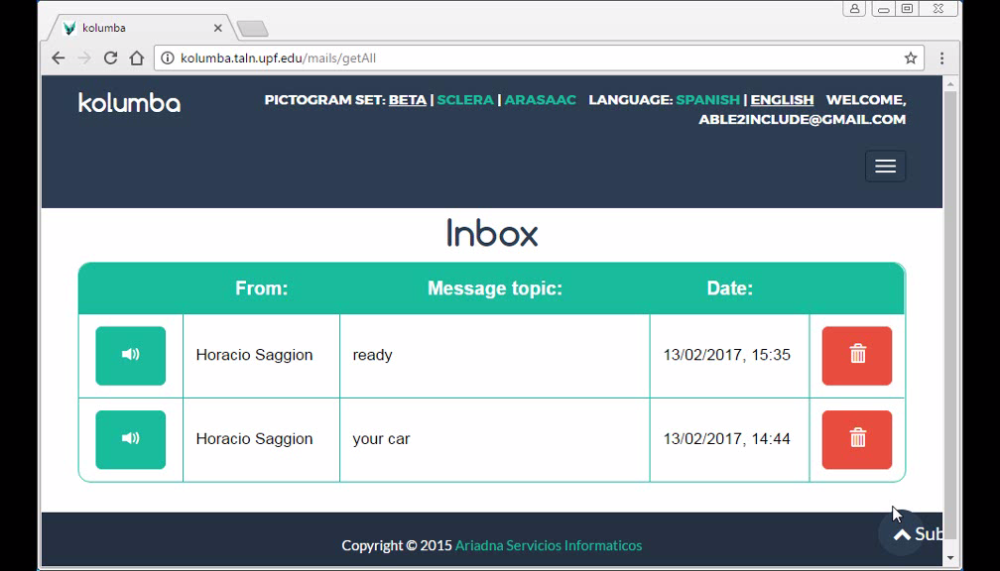 kolumba
kolumba.taln.upf.edu/mails/getAll
kolumba
PICTOGRAM SET: BETA | SCLERA | ARASAAC LANGUAGE: SPANISH | ENGLISH WELCOME,
ABLE2INCLUDE@GMAIL.COM
Inbox
From: Message topic: Date:
Horacio Saggion ready 13/02/2017, 15:35
Horacio Saggion your car 13/02/2017, 14:44
Sub
Copyright © 2015 Ariadna Servicios Informaticos